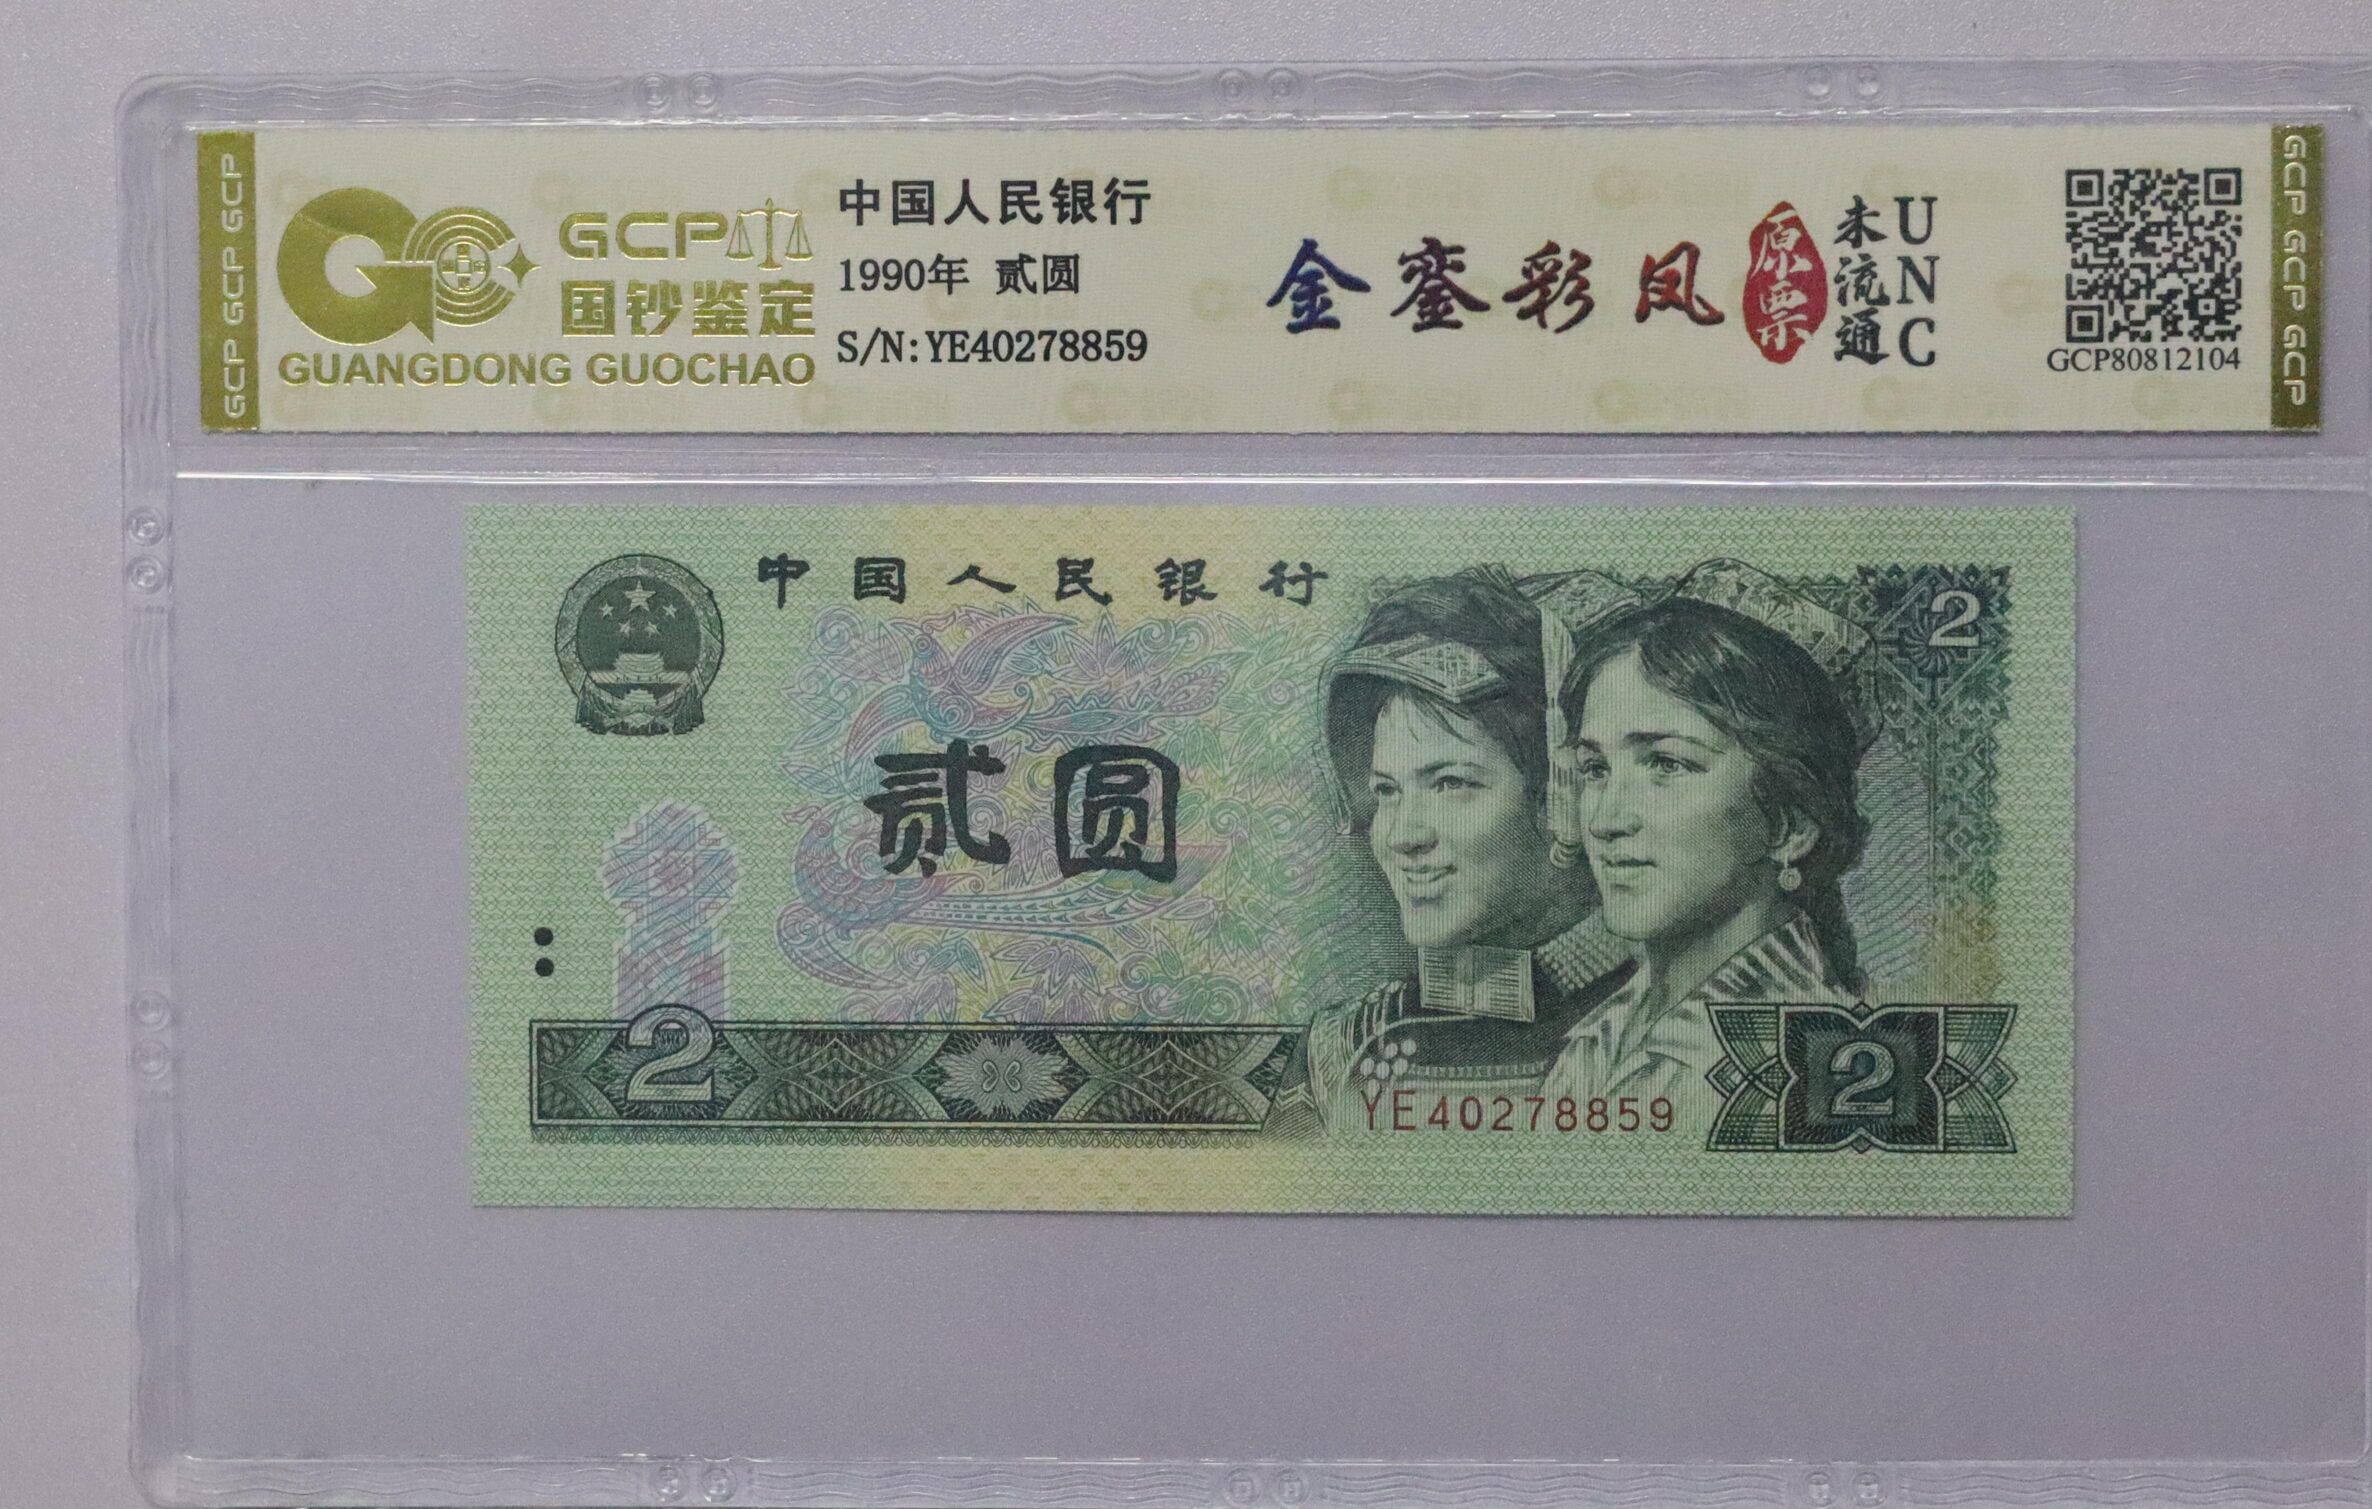 GCP GCP GCP
GCP
国钞鉴定
GUANGDONG GUOCHAO
中国人民银行
1990年 贰圆
S/N:YE40278859
金銮彩凤
原票
未流通
UNC
GCP80812104
GCP GCP GCP
中国人民银行
2
贰圆
2
YE40278859
2